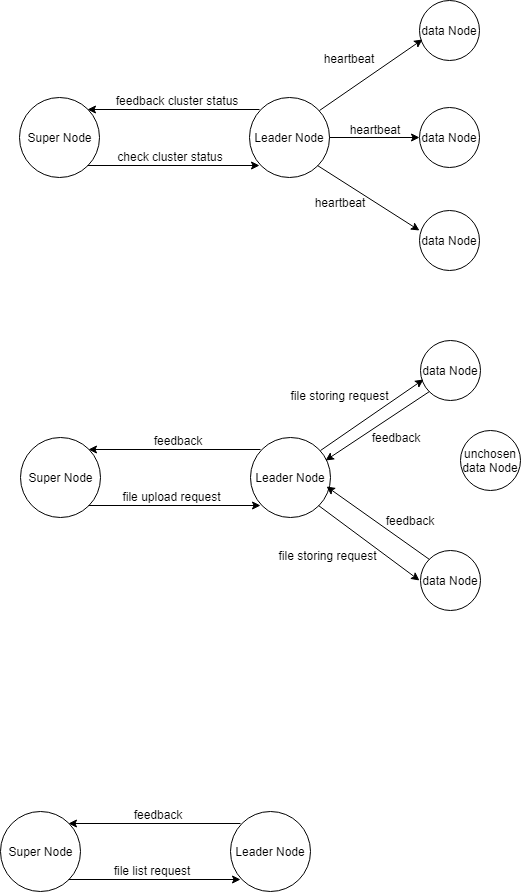 data Node
heartbeat
feedback cluster status
Super Node
Leader Node
heartbeat
data Node
check cluster status
heartbeat
data Node
data Node
file storing request
feedback
feedback
unchosen
data Node
Super Node
Leader Node
file upload request
feedback
file storing request
data Node
feedback
Super Node
Leader Node
file list request